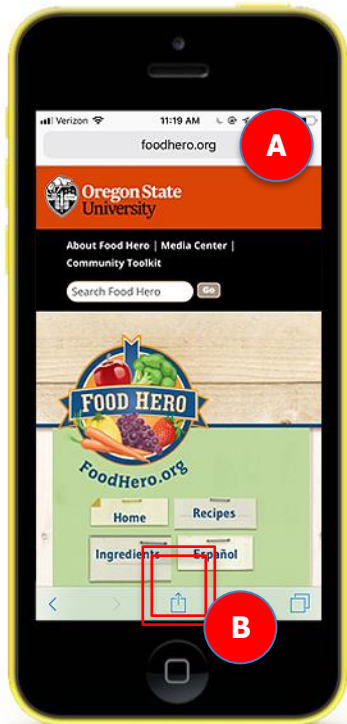 Verizon 11:19 AM
foodhero.org
A
Oregon State
University
About Food Hero | Media Center |
Community Toolkit
Search Food Hero Go
FOOD HERO
FoodHero.org
Home Recipes
Ingredients Español
B